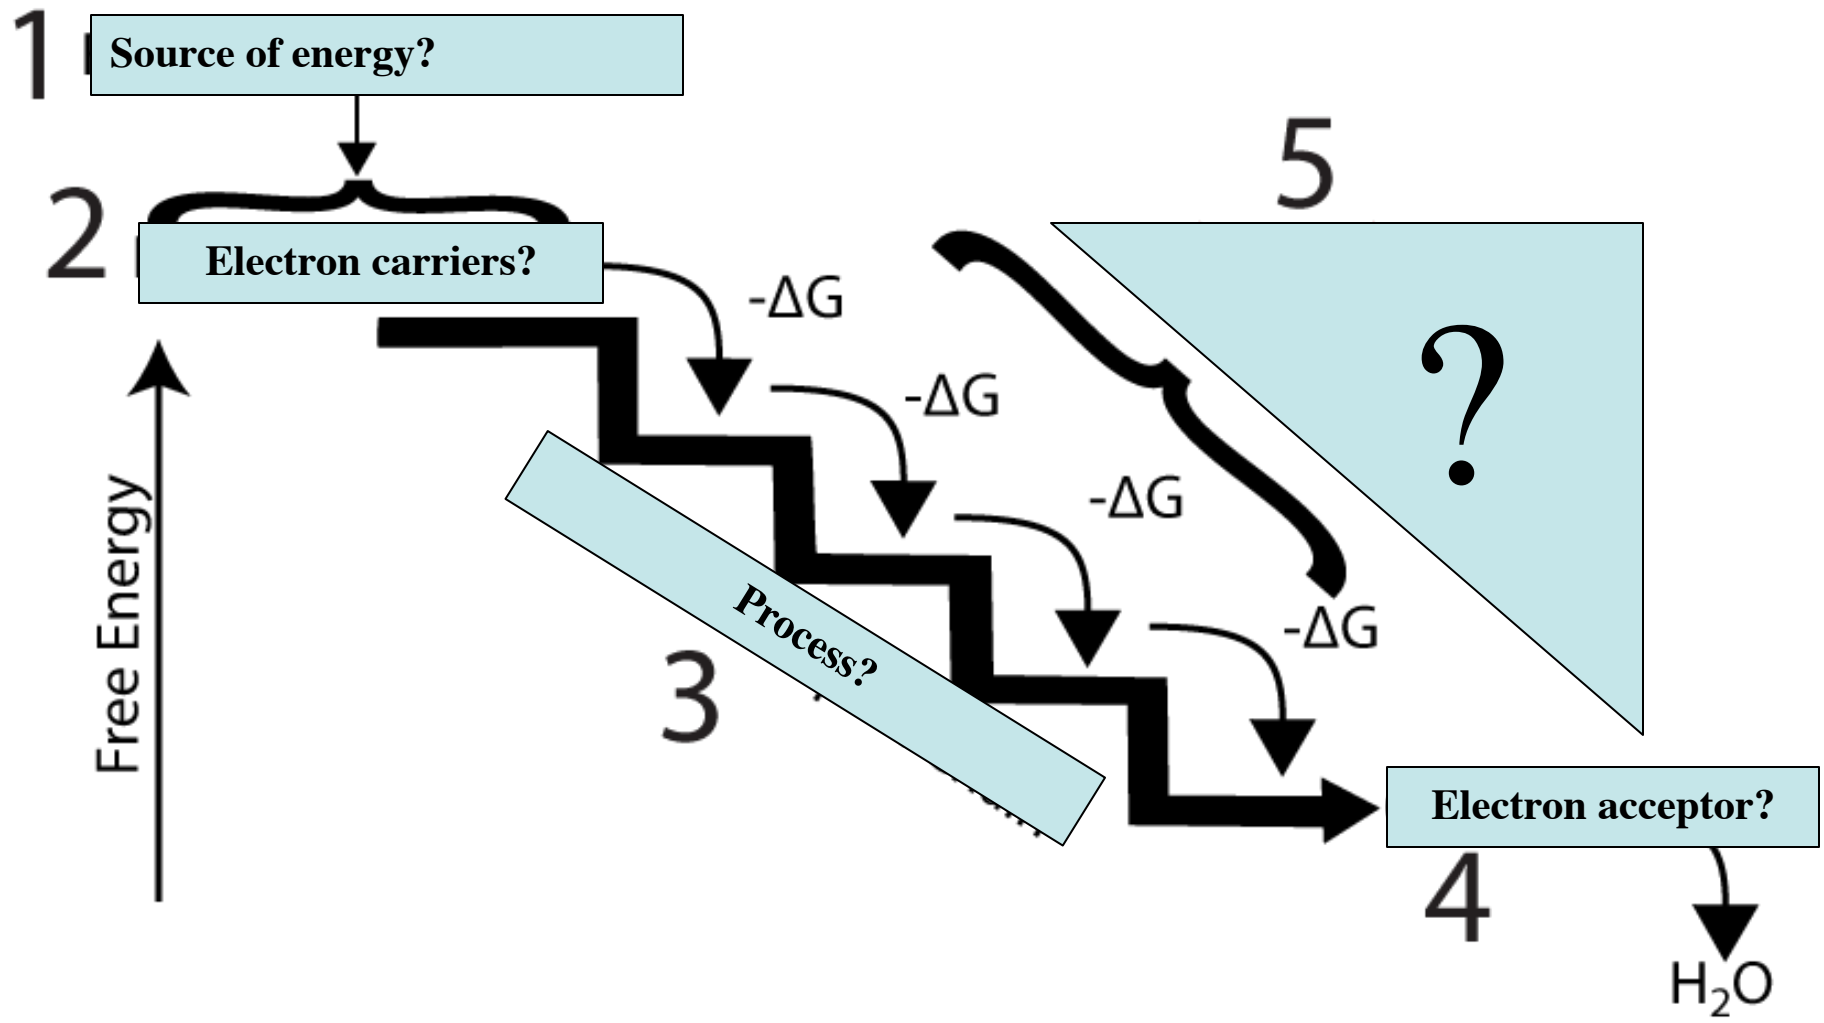 1
Source of energy?
5
2
Electron carriers?
-ΔG
?
-ΔG
-ΔG
Free Energy
Process?
3
-ΔG
Electron acceptor?
4
H₂O